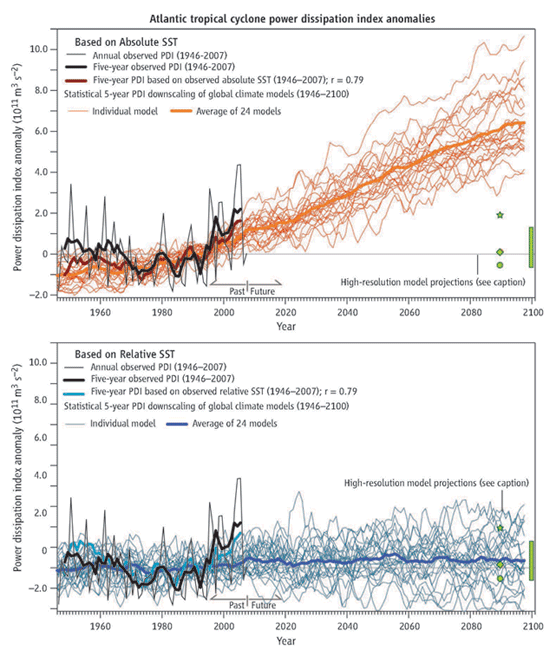 Atlantic tropical cyclone power dissipation index anomalies
Based on Absolute SST
Annual observed PDI (1946-2007)
Five-year observed PDI (1946-2007)
Five-year PDI based on observed absolute SST (1946–2007); r = 0.79
Statistical 5-year PDI downscaling of global climate models (1946–2100)
Individual model
Average of 24 models
Power dissipation index anomaly (10¹¹ m³ s⁻²)
10.0
8.0
6.0
4.0
2.0
0
−2.0
High-resolution model projections (see caption)
Past
Future
1960
1980
2000
2020
2040
2060
2080
2100
Year
Based on Relative SST
Annual observed PDI (1946–2007)
Five-year observed PDI (1946–2007)
Five-year PDI based on observed relative SST (1946–2007); r = 0.79
Statistical 5-year PDI downscaling of global climate models (1946–2100)
Individual model
Average of 24 models
Power dissipation index anomaly (10¹¹ m³ s⁻²)
10.0
8.0
6.0
4.0
2.0
0
−2.0
High-resolution model projections (see caption)
Past
Future
1960
1980
2000
2020
2040
2060
2080
2100
Year